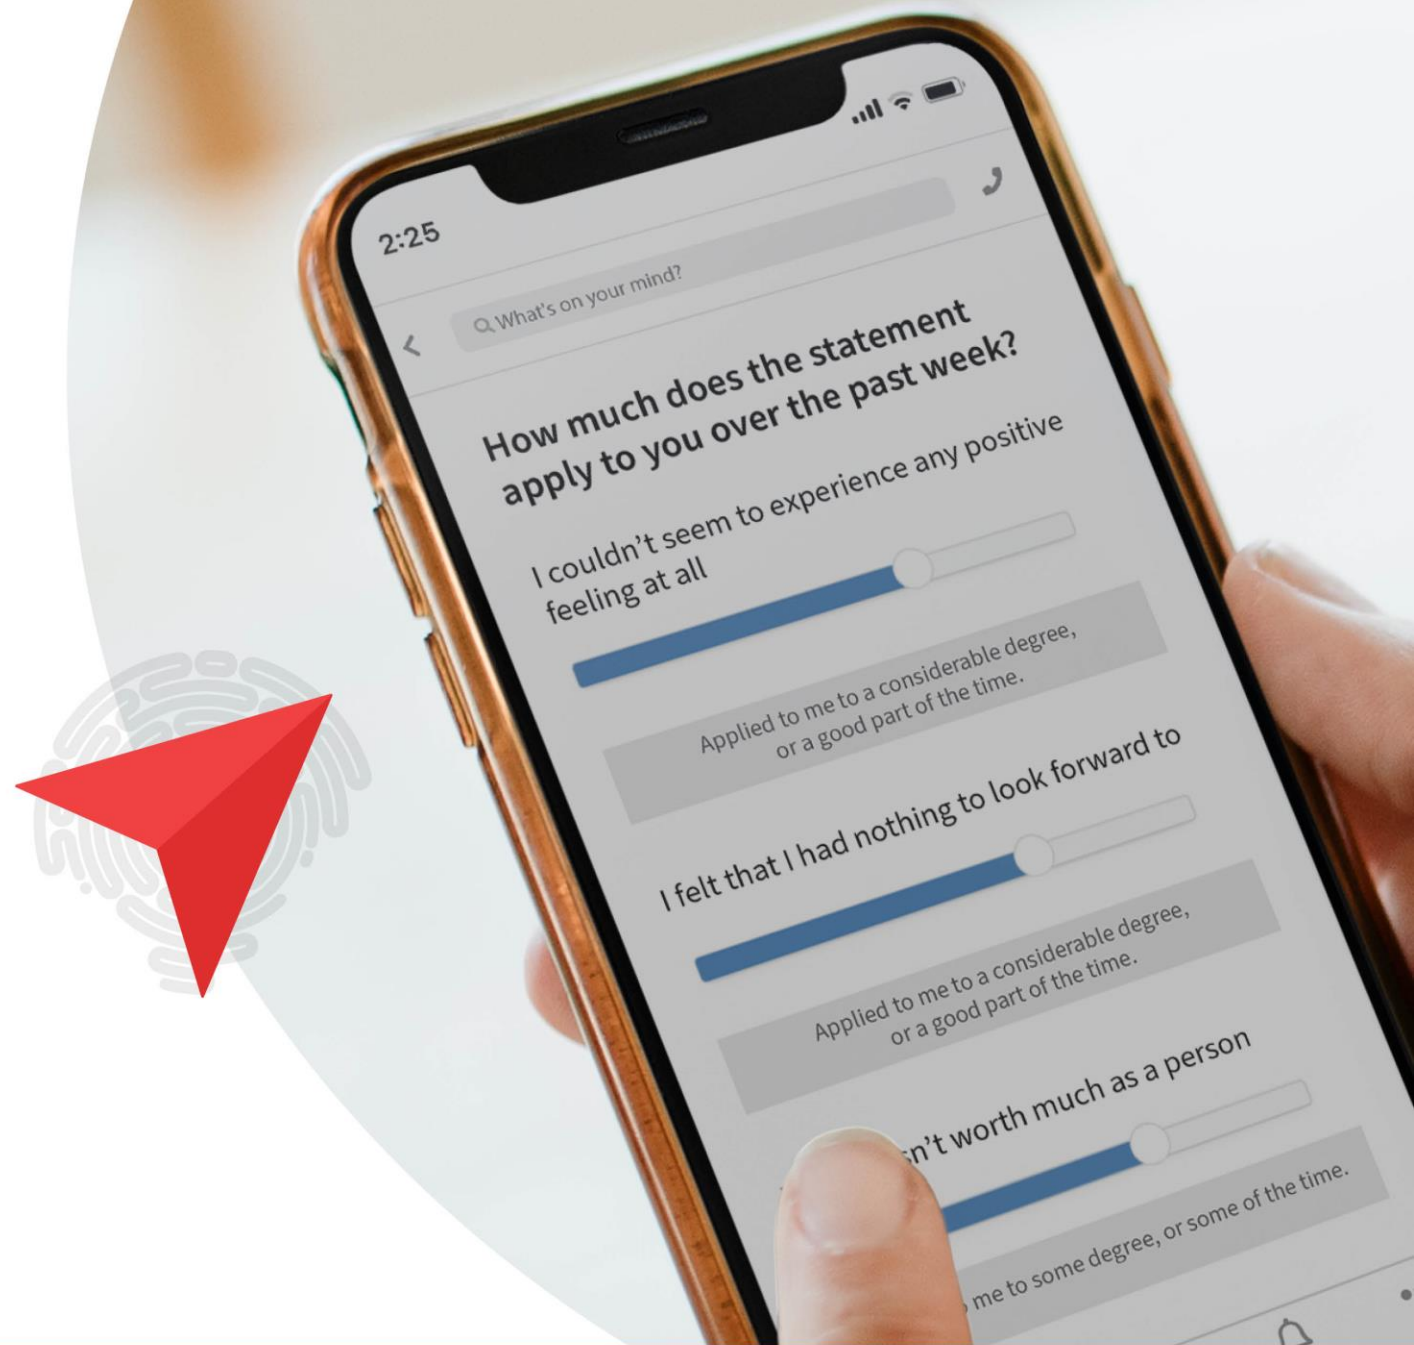 2:25
What's on your mind?
How much does the statement
apply to you over the past week?
I couldn't seem to experience any positive
feeling at all
Applied to me to a considerable degree,
or a good part of the time.
I felt that I had nothing to look forward to
Applied to me to a considerable degree,
or a good part of the time.
worth much as a person
me to some degree, or some of the time.